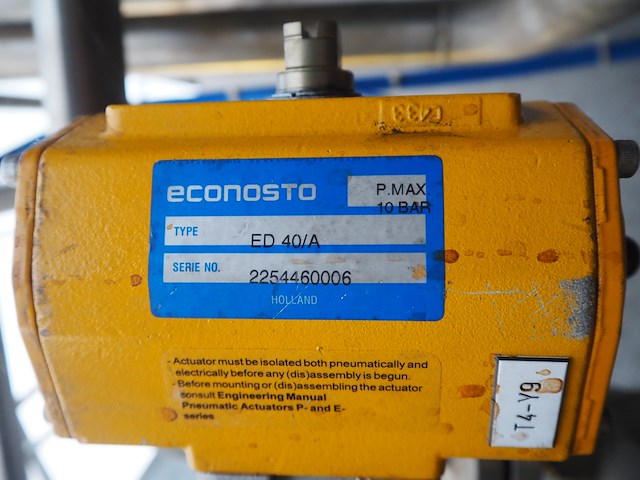 ECONOSTO
P.MAX.
10 BAR
TYPE
ED 40/A
SERIE NO.
2254460006
HOLLAND
- Actuator must be isolated both pneumatically and
electrically before any (dis)assembly is begun.
- Before mounting or (dis)assembling the actuator
consult Engineering Manual
Pneumatic Actuators P- and E-
series
T4-Y9